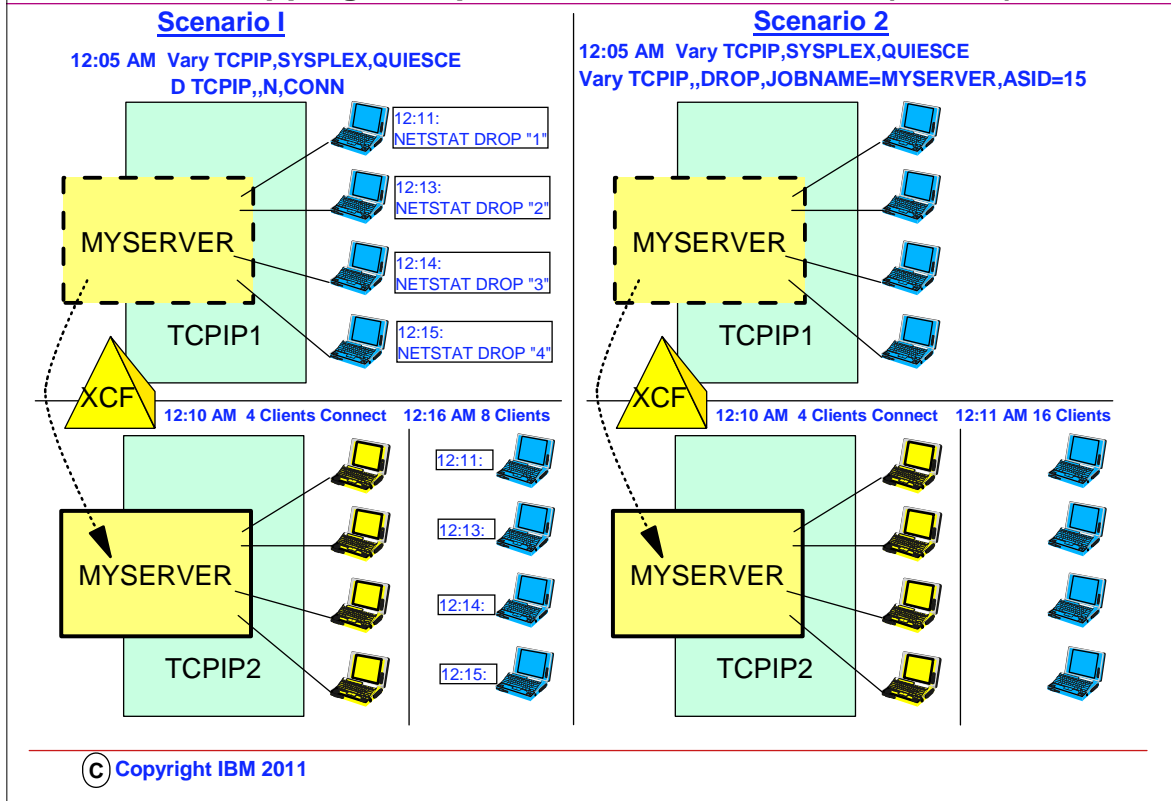 Scenario I
12:05 AM Vary TCPIP,SYSPLEX,QUIESCE
D TCPIP,,N,CONN
12:11:
NETSTAT DROP "1"
12:13:
NETSTAT DROP "2"
MYSERVER
12:14:
NETSTAT DROP "3"
12:15:
NETSTAT DROP "4"
TCPIP1
XCF
12:10 AM 4 Clients Connect
12:16 AM 8 Clients
12:11:
12:13:
MYSERVER
12:14:
12:15:
TCPIP2
Scenario 2
12:05 AM Vary TCPIP,SYSPLEX,QUIESCE
Vary TCPIP,,DROP,JOBNAME=MYSERVER,ASID=15
MYSERVER
TCPIP1
XCF
12:10 AM 4 Clients Connect
12:11 AM 16 Clients
MYSERVER
TCPIP2
C Copyright IBM 2011